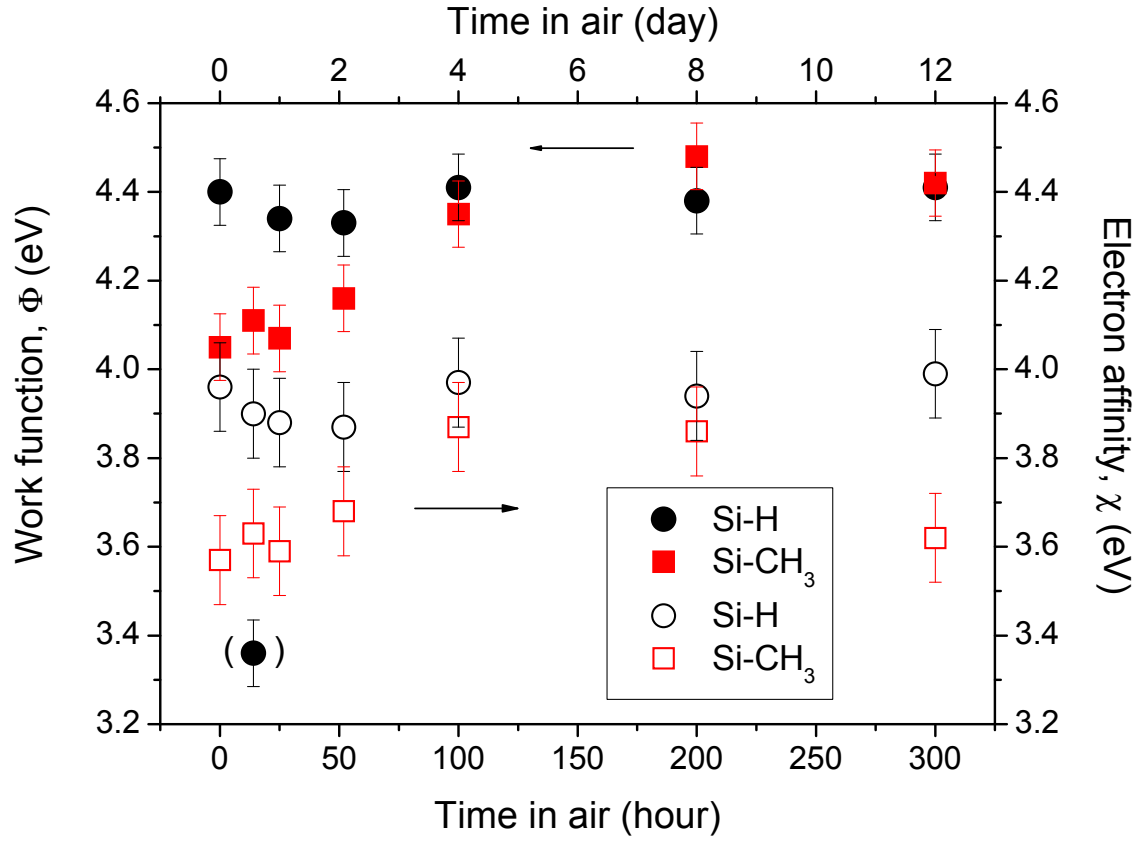 Time in air (day)
0 2 4 6 8 10 12
Work function, Φ (eV)
4.6 4.6
4.4 4.4
4.2 4.2
4.0 4.0
3.8 3.8
3.6 3.6
3.4 3.4
3.2 3.2
Electron affinity, χ (eV)
Si-H
Si-CH₃
Si-H
Si-CH₃
( )
0 50 100 150 200 250 300
Time in air (hour)